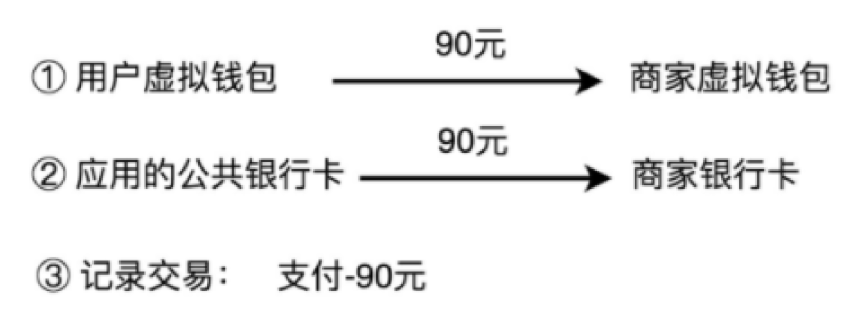 90元
① 用户虚拟钱包 商家虚拟钱包
90元
② 应用的公共银行卡 商家银行卡
③ 记录交易： 支付-90元